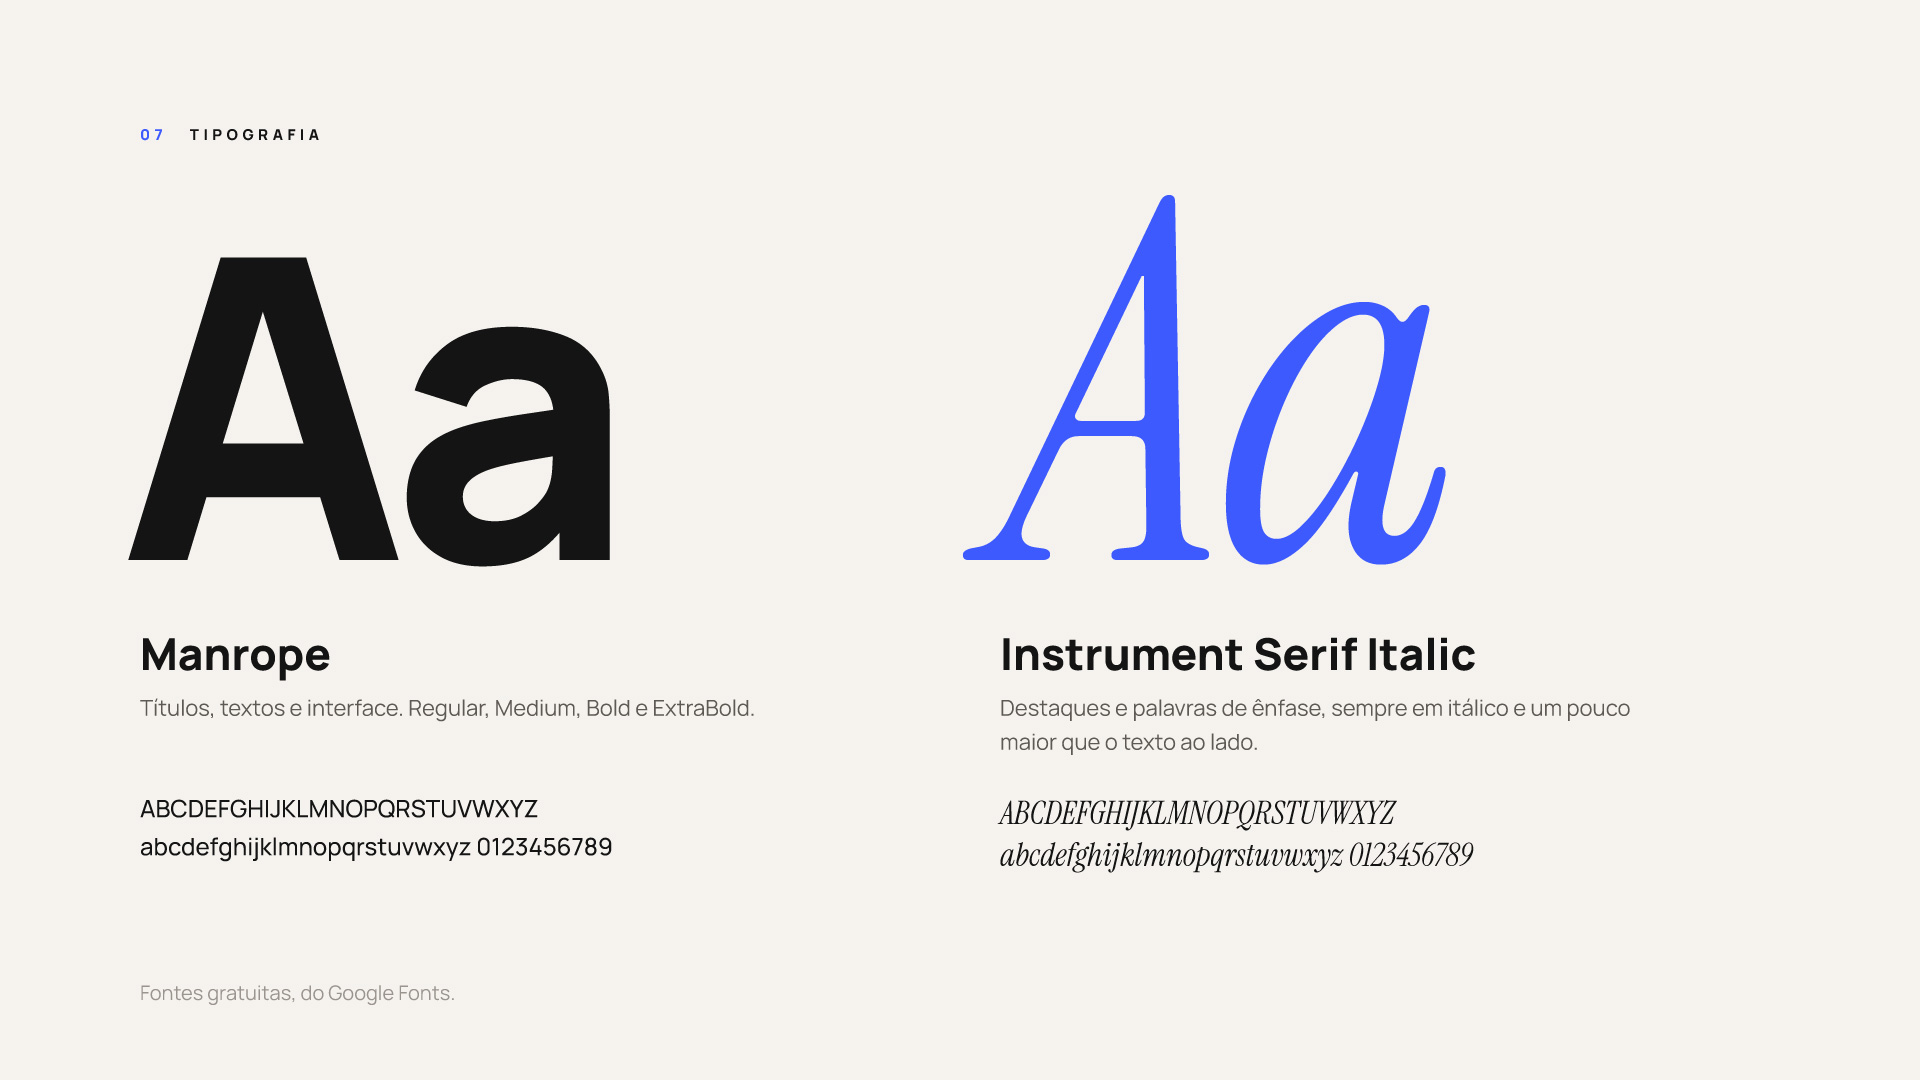 07 TIPOGRAFIA
Aa
Manrope
Títulos, textos e interface. Regular, Medium, Bold e ExtraBold.
ABCDEFGHIJKLMNOPQRSTUVWXYZ
abcdefghijklmnopqrstuvwxyz 0123456789
Aa
Instrument Serif Italic
Destaques e palavras de ênfase, sempre em itálico e um pouco
maior que o texto ao lado.
ABCDEFGHIJKLMNOPQRSTUVWXYZ
abcdefghijklmnopqrstuvwxyz 0123456789
Fontes gratuitas, do Google Fonts.